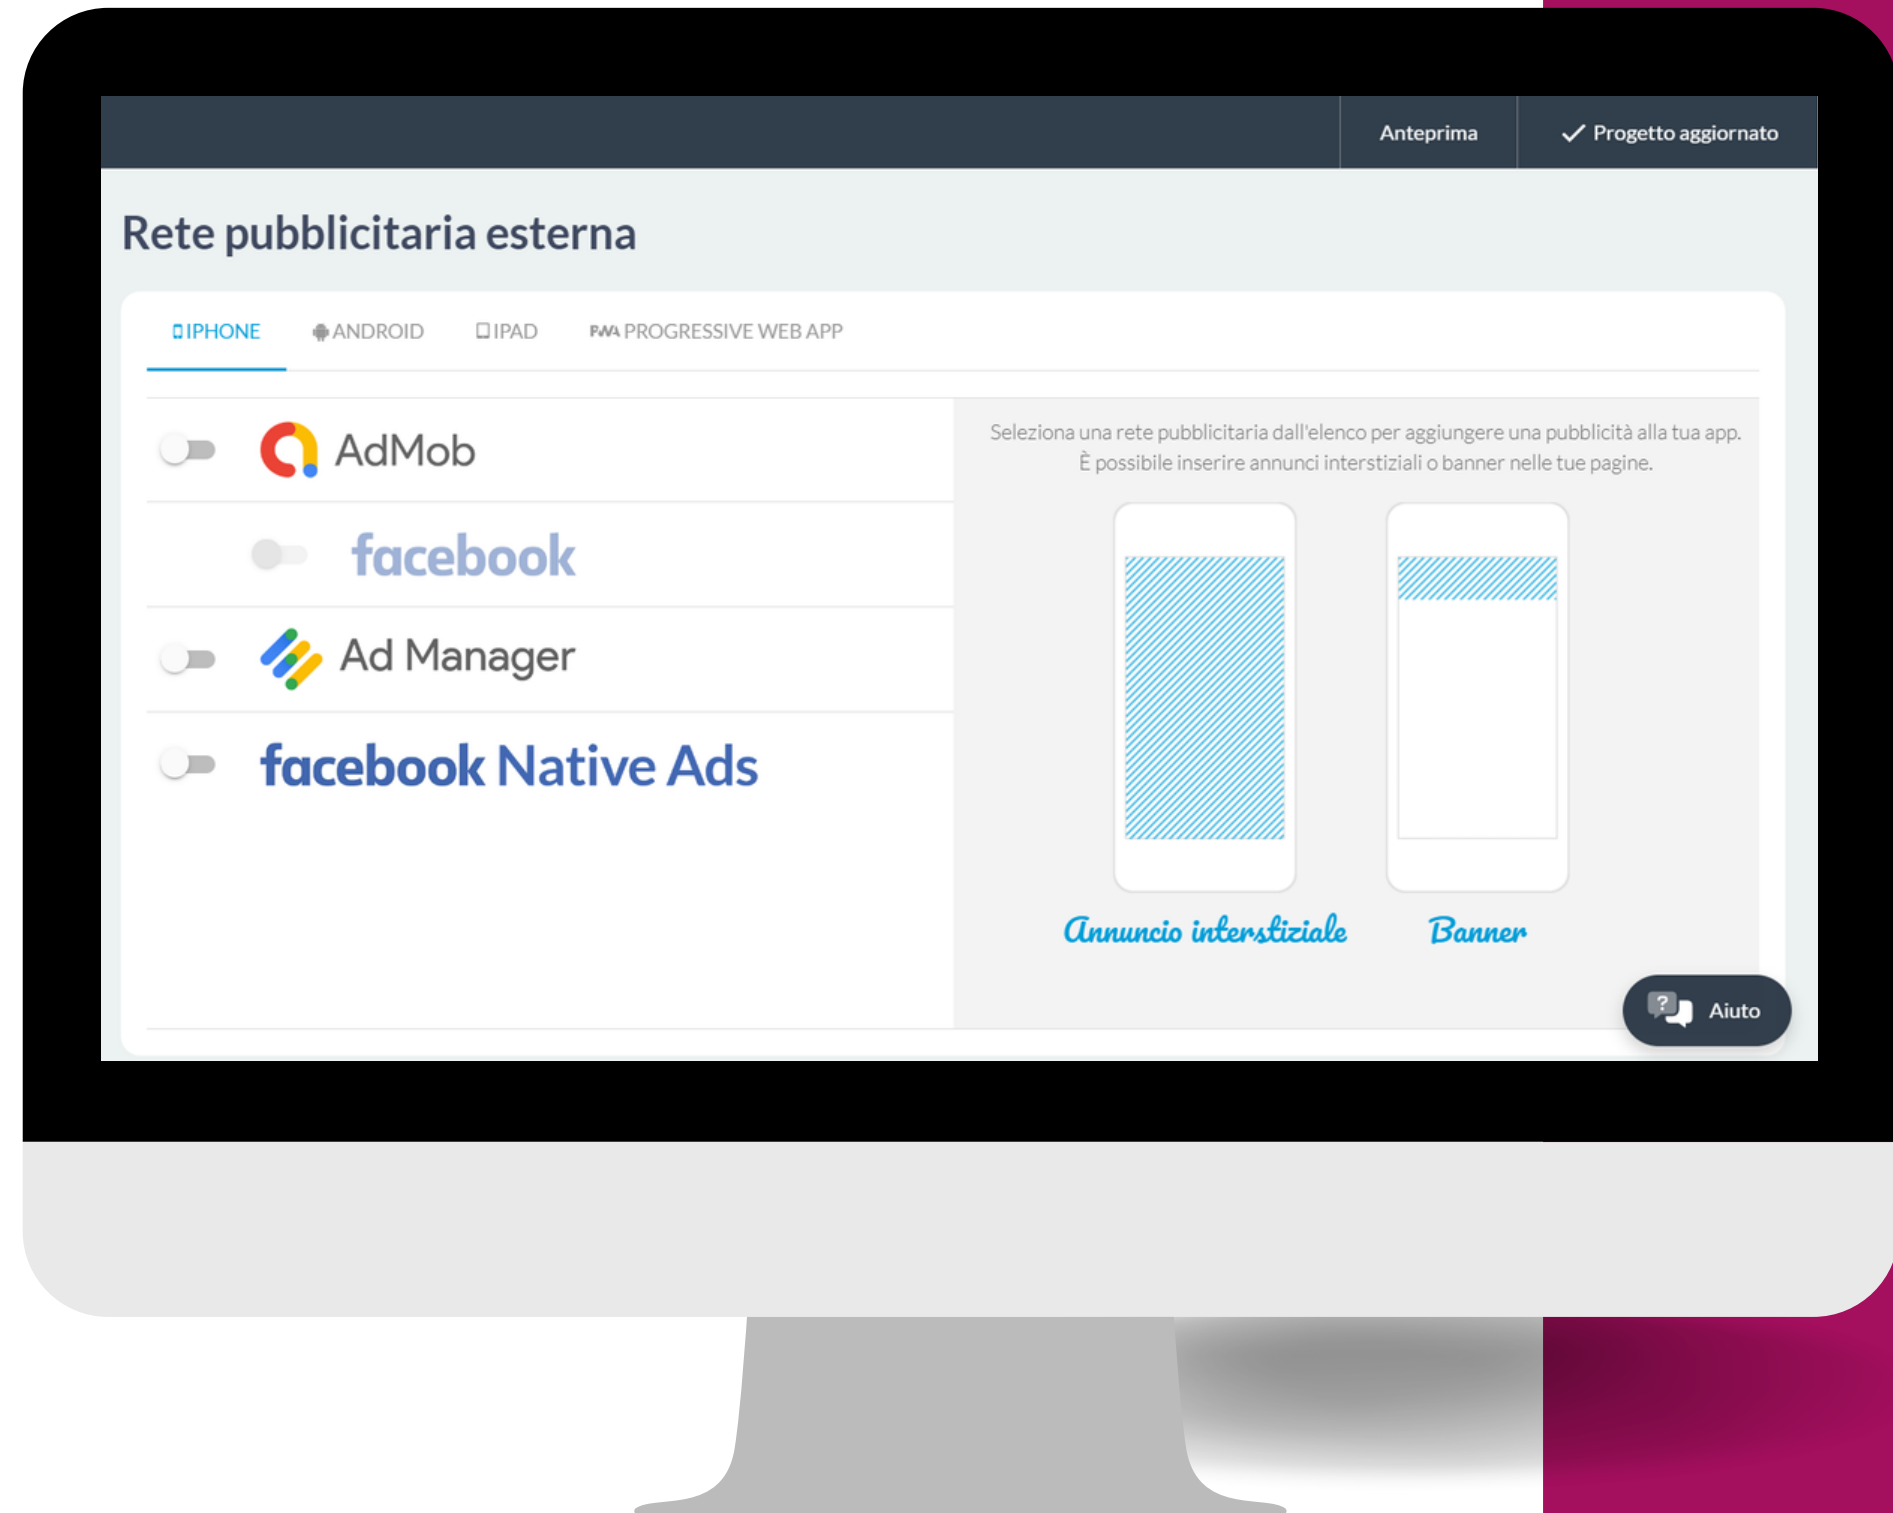 Anteprima
Progetto aggiornato
Rete pubblicitaria esterna
IPHONE
ANDROID
IPAD
PWA PROGRESSIVE WEB APP
AdMob
facebook
Ad Manager
facebook Native Ads
Seleziona una rete pubblicitaria dall'elenco per aggiungere una pubblicità alla tua app.
È possibile inserire annunci interstiziali o banner nelle tue pagine.
Annuncio interstiziale
Banner
?
Aiuto